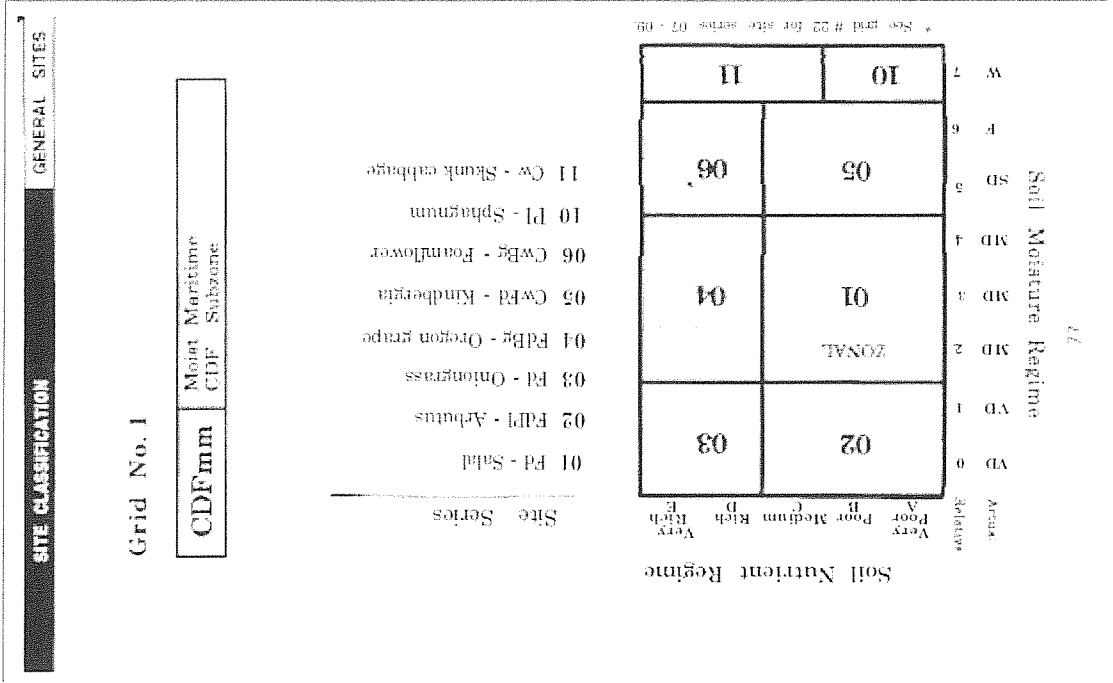 SITE CLASSIFICATION
GENERAL SITES
Grid No. 1
CDFmm
Moist Maritime
CDF Subzone
Soil Nutrient Regime
Very Poor
A
Poor
B
Medium
C
Rich
D
Very Rich
E
Actual
Relative
Soil Moisture Regime
VD 0
VD 1
MD 2
MD 3
MD 4
SD 5
F 6
W 7
02
03
ZONAL
01
04
05
06*
10
11
* See grid # 22 for site series 07 - 09.
Site Series
01 Fd - Salal
02 FdPl - Arbutus
03 Fd - Oniongrass
04 FdBg - Oregon grape
05 CwFd - Kindbergia
06 CwBg - Foamflower
10 Pl - Sphagnum
11 Cw - Skunk cabbage